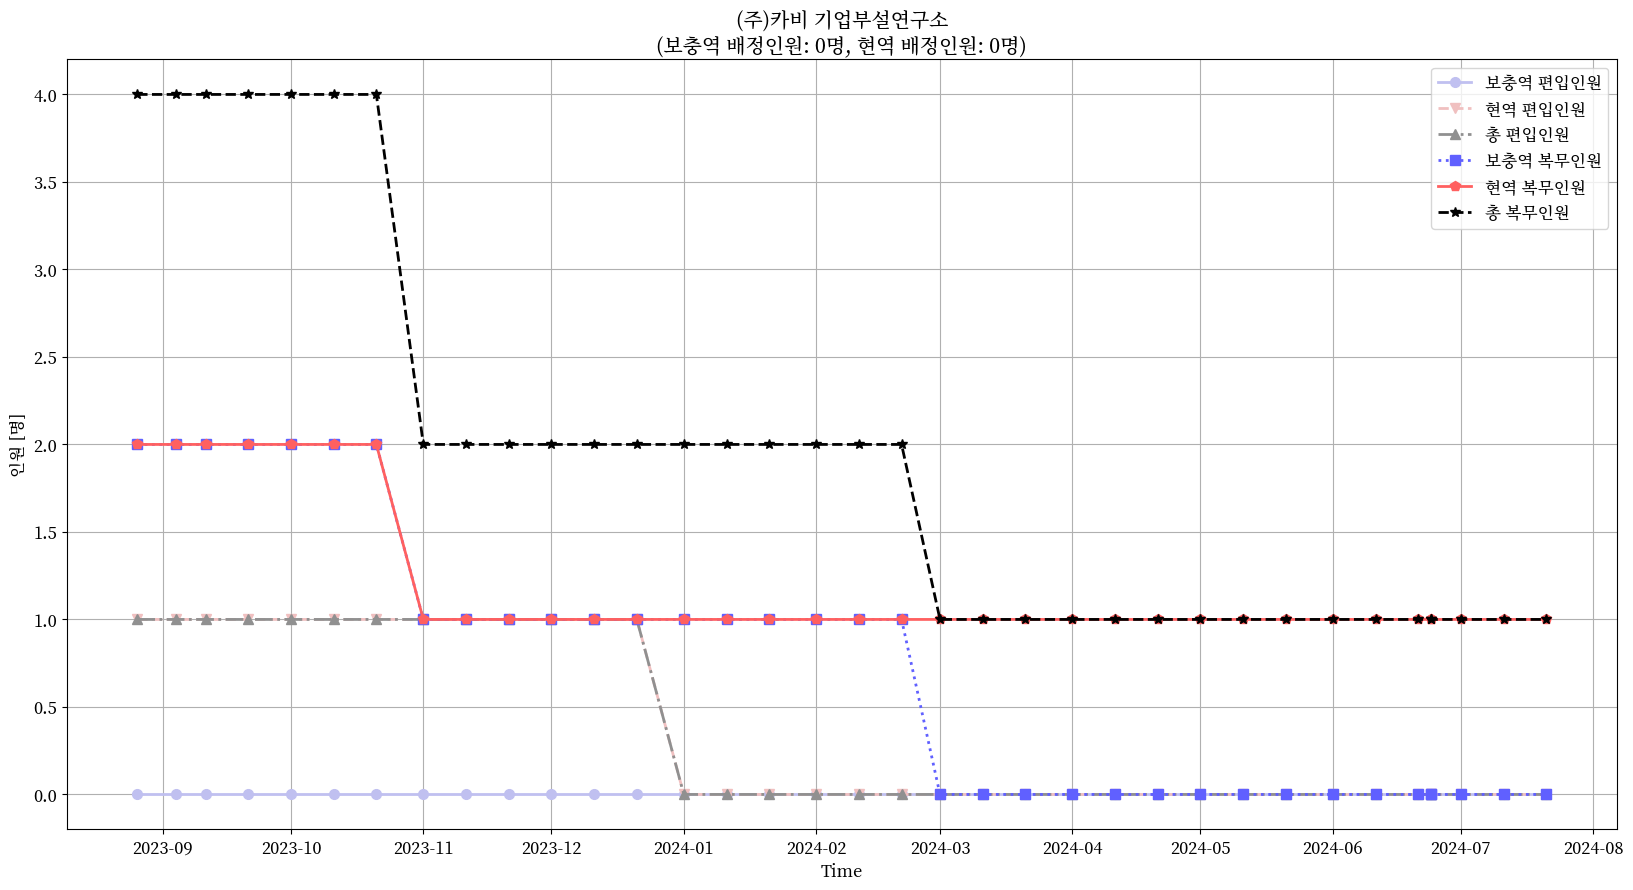 (주)카비 기업부설연구소
(보충역 배정인원: 0명, 현역 배정인원: 0명)
보충역 편입인원
현역 편입인원
총 편입인원
보충역 복무인원
현역 복무인원
총 복무인원
인원 [명]
4.0
3.5
3.0
2.5
2.0
1.5
1.0
0.5
0.0
2023-09 2023-10 2023-11 2023-12 2024-01 2024-02 2024-03 2024-04 2024-05 2024-06 2024-07 2024-08
Time